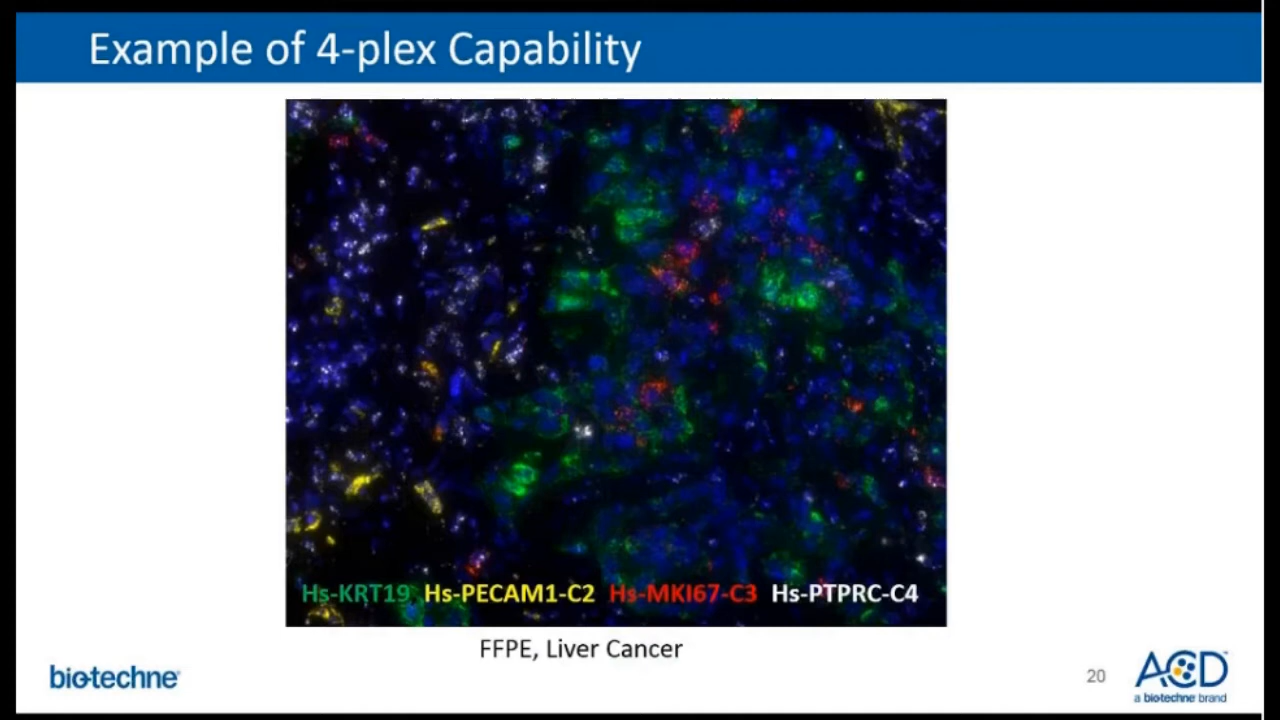 Example of 4-plex Capability
Hs-KRT19 Hs-PECAM1-C2 Hs-MKI67-C3 Hs-PTPRC-C4
FFPE, Liver Cancer
bio-techne
20
ACD
a biotechne brand